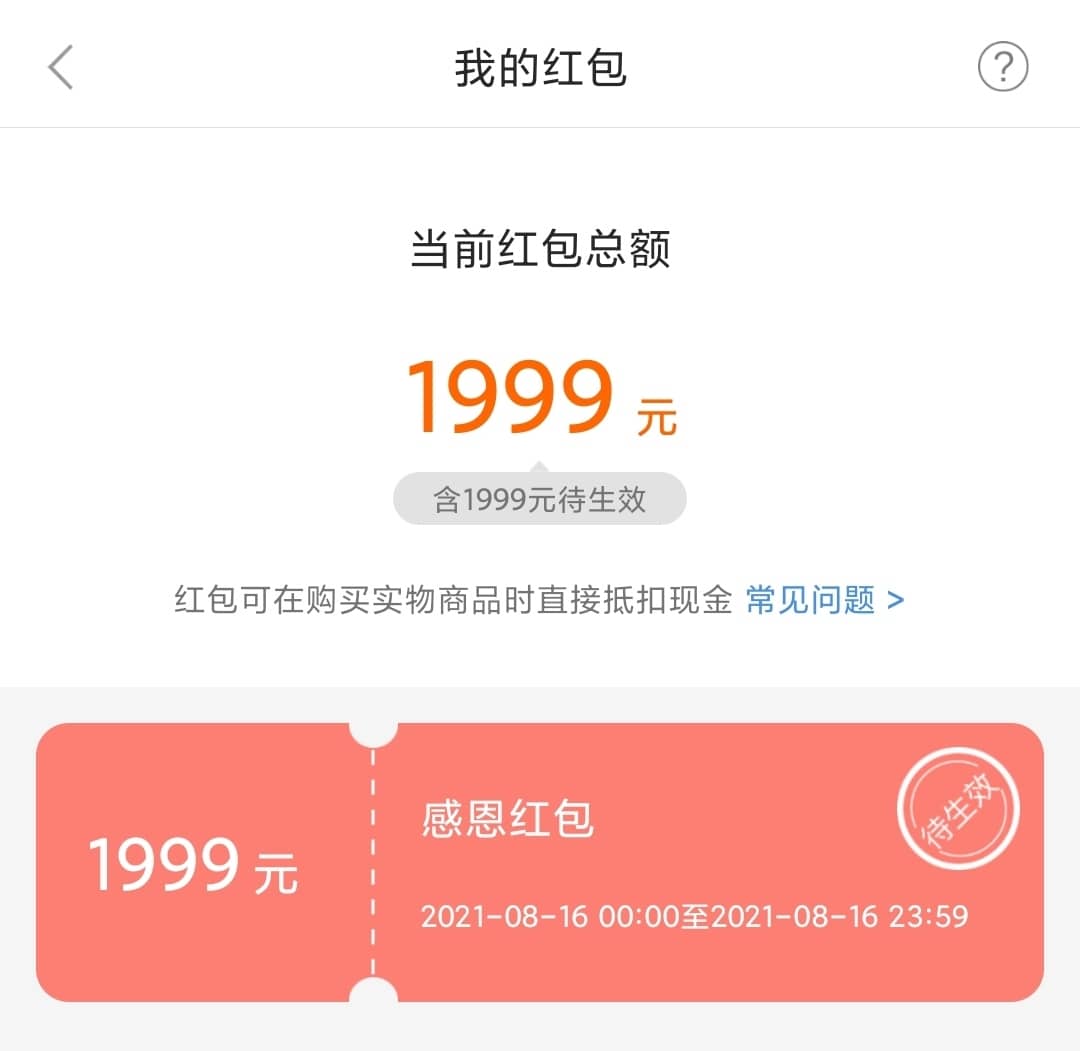 我的红包
?
当前红包总额
1999 元
含1999元待生效
红包可在购买实物商品时直接抵扣现金 常见问题 >
1999 元
感恩红包
待生效
2021-08-16 00:00至2021-08-16 23:59